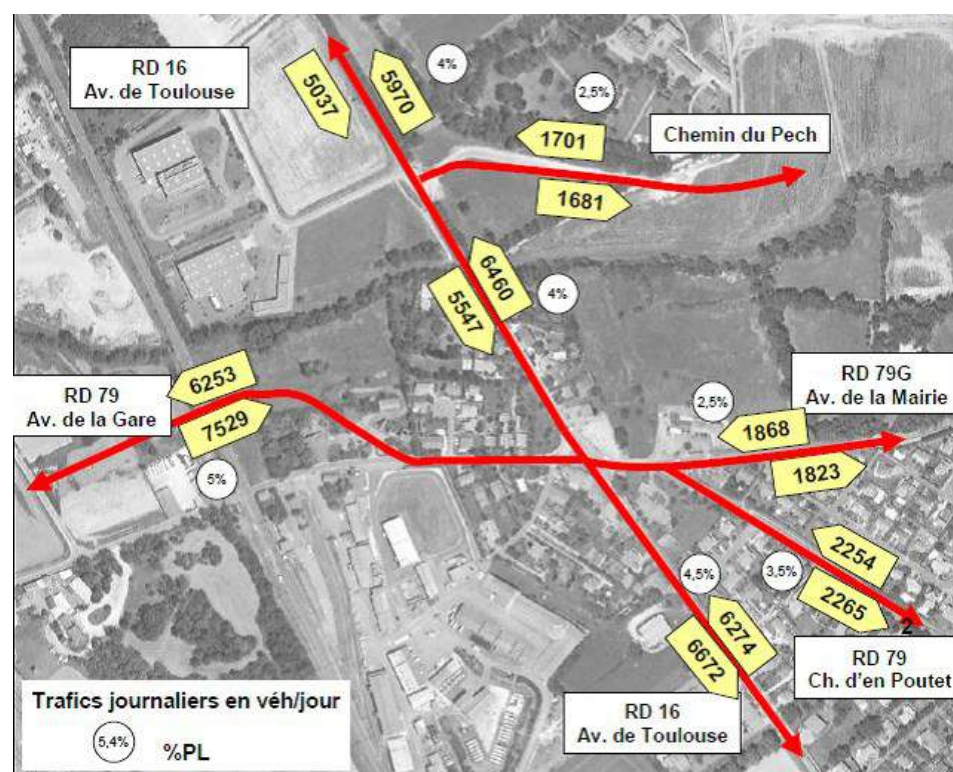 RD 16
Av. de Toulouse
5037
5970
4%
2,5%
1701
Chemin du Pech
1681
6460
5547
4%
RD 79
Av. de la Gare
6253
7529
5%
RD 79G
Av. de la Mairie
2,5%
1868
1823
2254
3,5%
2265
2
4,5%
6274
6672
RD 79
Ch. d'en Poutet
RD 16
Av. de Toulouse
Trafics journaliers en véh/jour
5,4%
%PL